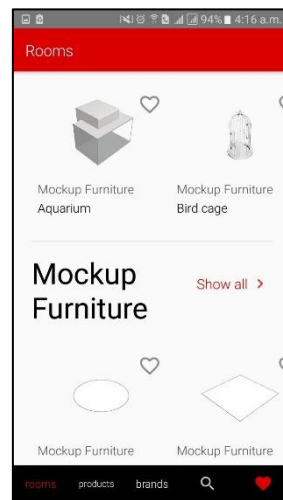 94% 4:16 a.m.
Rooms
Mockup Furniture
Aquarium
Mockup Furniture
Bird cage
Mockup
Furniture
Show all
Mockup Furniture
Mockup Furniture
rooms products brands